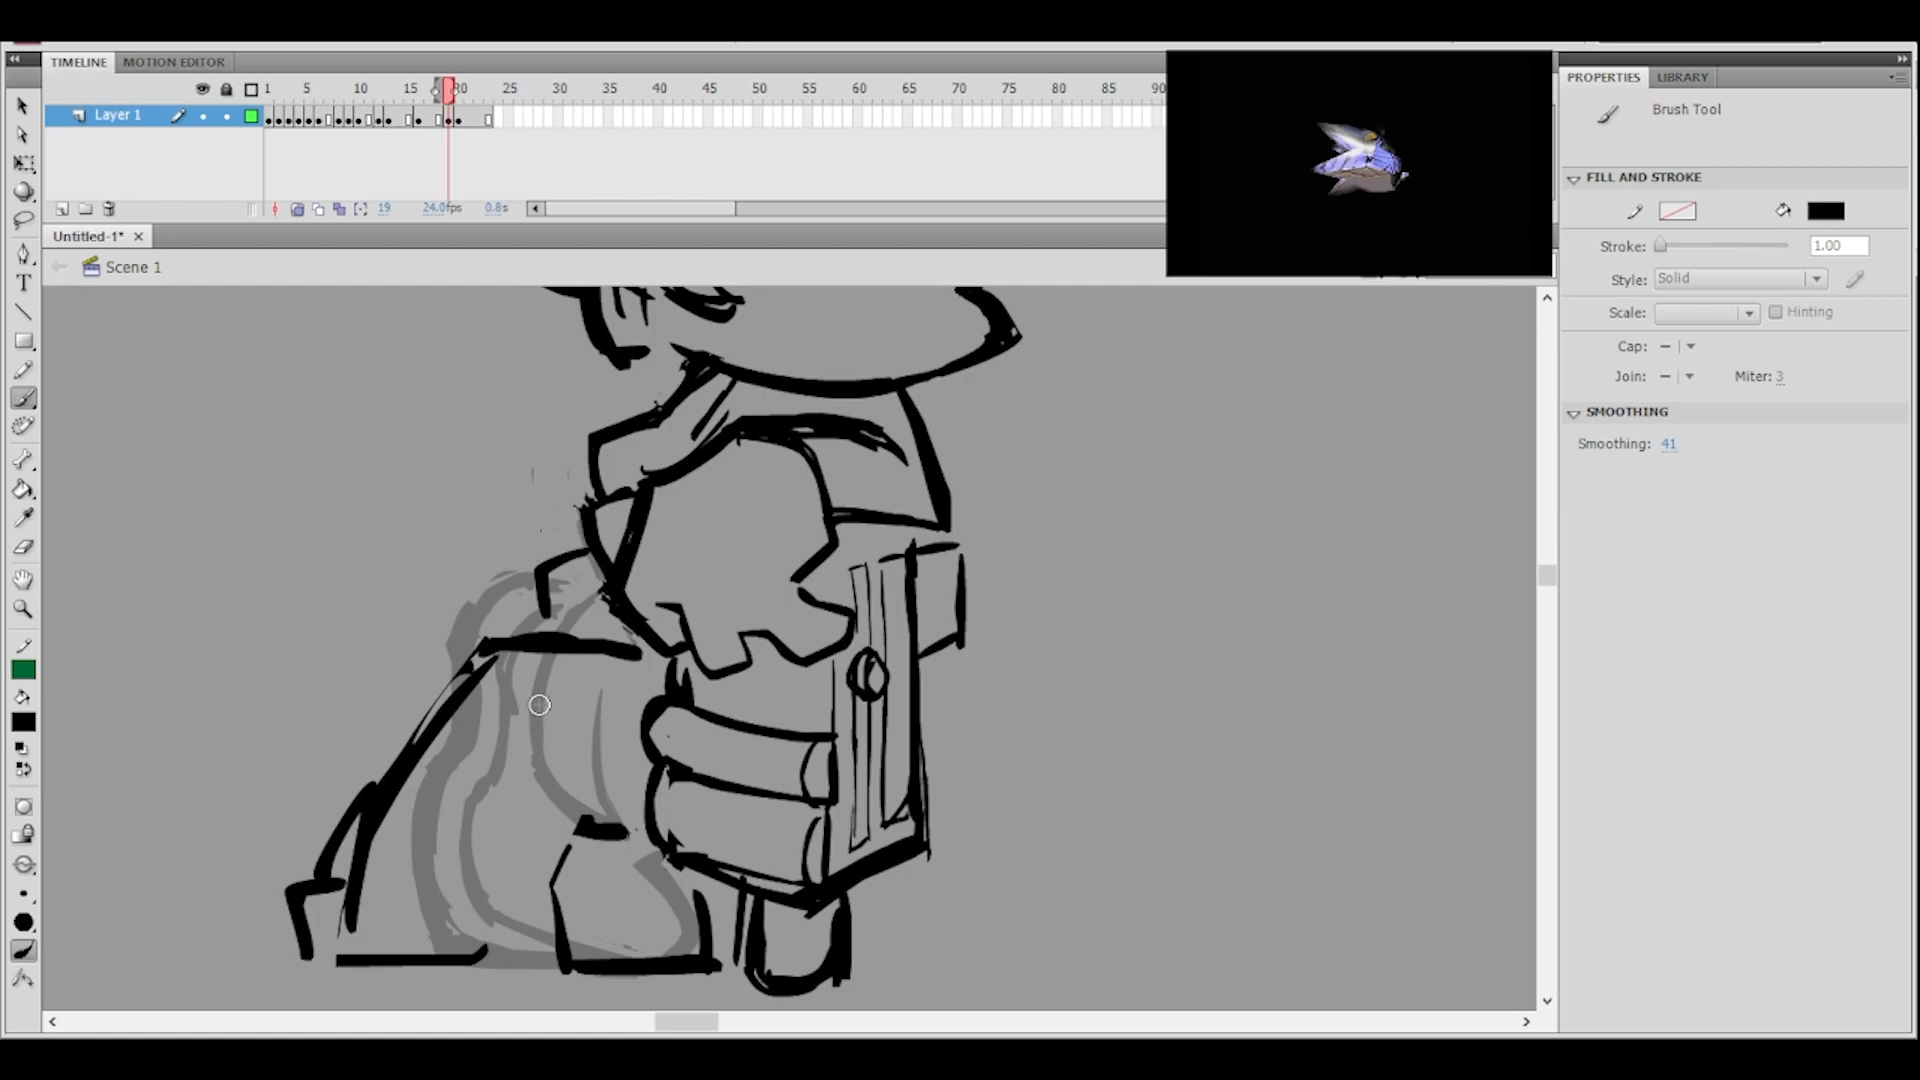 TIMELINE MOTION EDITOR
PROPERTIES LIBRARY
1 5 10 15 20 25 30 35 40 45 50 55 60 65 70 75 80 85 90
Layer 1
Brush Tool
FILL AND STROKE
19 24.0fps 0.8s
Untitled-1*
Stroke: 1.00
Scene 1
Style: Solid
Scale: Hinting
Cap:
Join: Miter: 3
SMOOTHING
Smoothing: 41